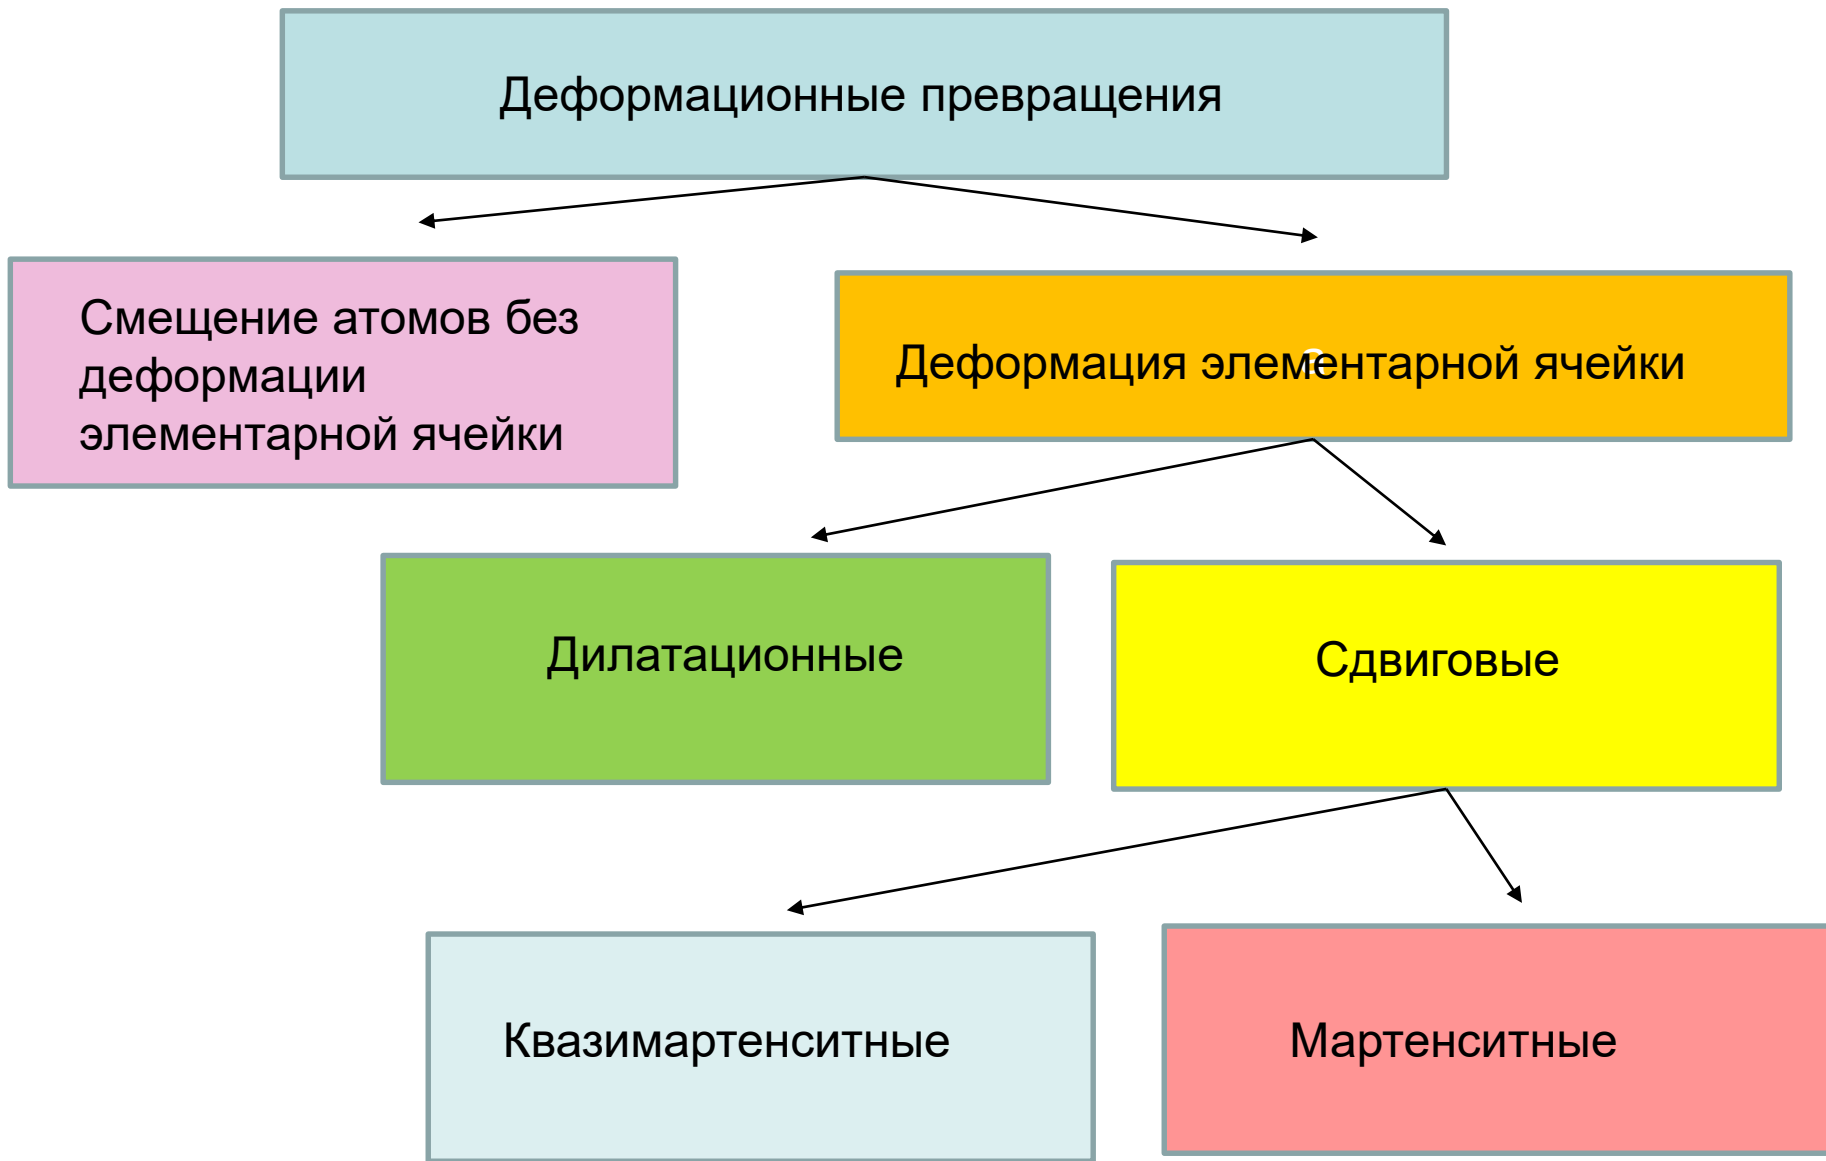 Деформационные превращения
Смещение атомов без
деформации
элементарной ячейки
Деформация элементарной ячейки
Дилатационные
Сдвиговые
Квазимартенситные
Мартенситные